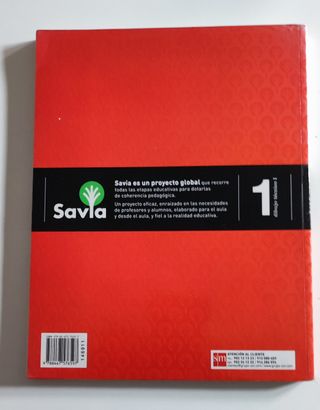 Savia
Savia es un proyecto global que recorre
todas las etapas educativas para dotarlas
de coherencia pedagógica.
Un proyecto eficaz, enraizado en las necesidades
de profesores y alumnos, elaborado para el aula
y desde el aula, y fiel a la realidad educativa.
1
dibujo técnico I
sm
ATENCIÓN AL CLIENTE